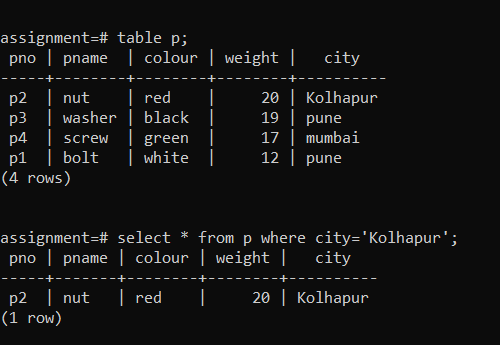 assignment=# table p;
 pno | pname  | colour | weight |   city
-----+--------+--------+--------+----------
 p2  | nut    | red    |     20 | Kolhapur
 p3  | washer | black  |     19 | pune
 p4  | screw  | green  |     17 | mumbai
 p1  | bolt   | white  |     12 | pune
(4 rows)
assignment=# select * from p where city='Kolhapur';
 pno | pname | colour | weight |   city
-----+-------+--------+--------+----------
 p2  | nut   | red    |     20 | Kolhapur
(1 row)